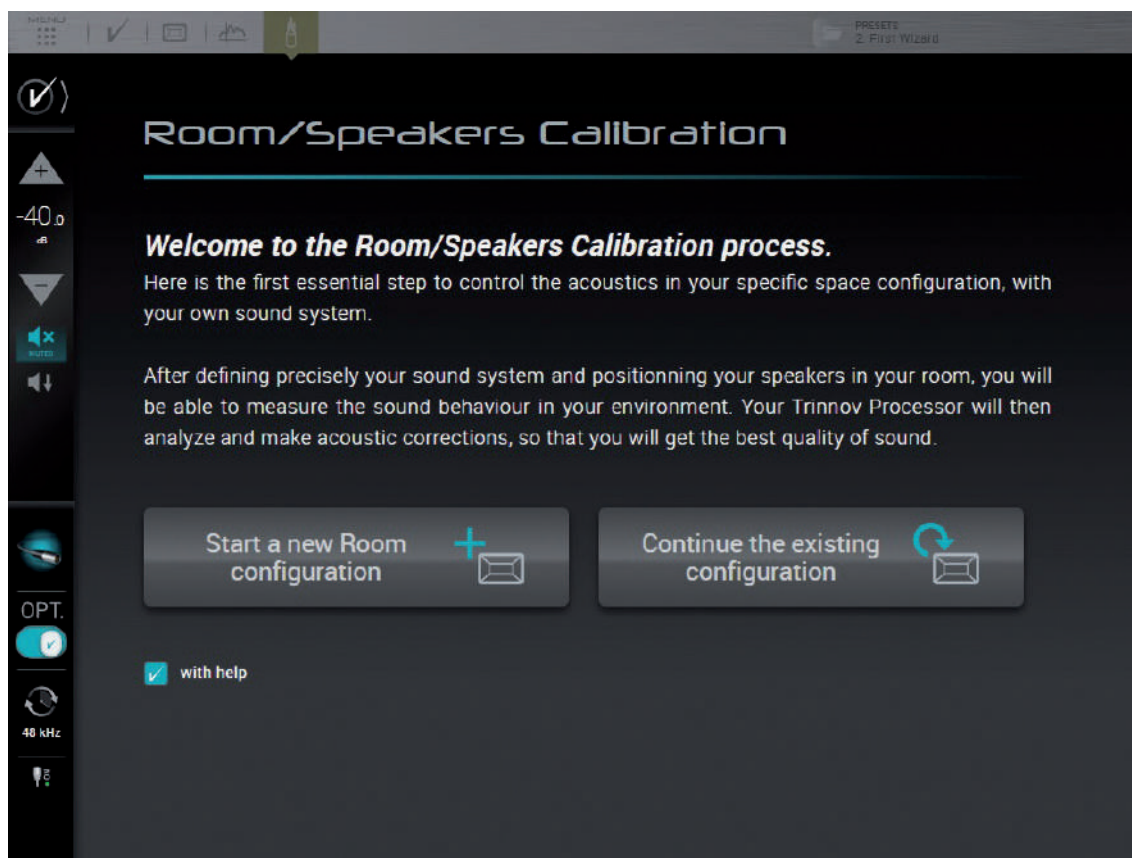 MENU
PRESETS
2. First Wizard
Room/Speakers Calibration
-40.0
dB
MUTED
Welcome to the Room/Speakers Calibration process.
Here is the first essential step to control the acoustics in your specific space configuration, with
your own sound system.
After defining precisely your sound system and positionning your speakers in your room, you will
be able to measure the sound behaviour in your environment. Your Trinnov Processor will then
analyze and make acoustic corrections, so that you will get the best quality of sound.
Start a new Room
configuration
Continue the existing
configuration
OPT.
with help
48 kHz